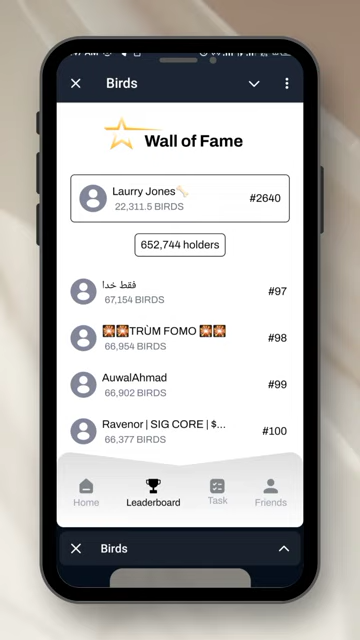 Birds
Wall of Fame
Laurry Jones🦴
22,311.5 BIRDS
#2640
652,744 holders
فقط خدا
67,154 BIRDS
#97
🎇🎇TRÙM FOMO 🎇🎇
66,954 BIRDS
#98
AuwalAhmad
66,902 BIRDS
#99
Ravenor | SIG CORE | $...
66,377 BIRDS
#100
Home
Leaderboard
Task
Friends
Birds